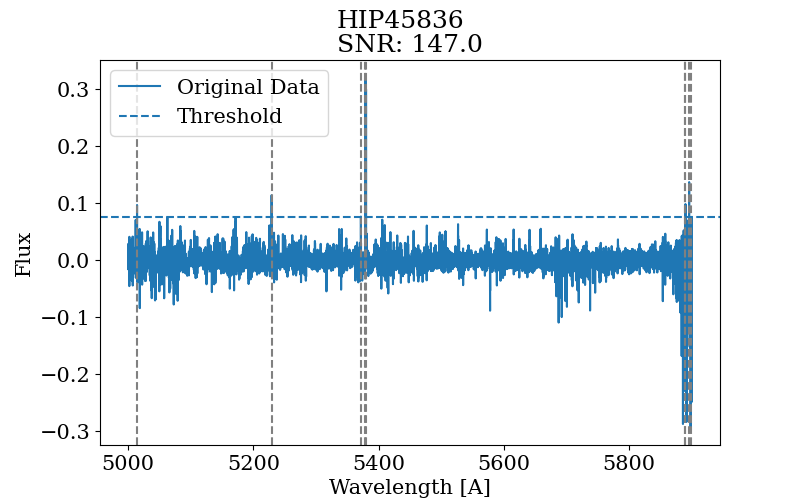 HIP45836
SNR: 147.0
Original Data
Threshold
0.3
0.2
0.1
0.0
−0.1
−0.2
−0.3
Flux
5000 5200 5400 5600 5800
Wavelength [A]